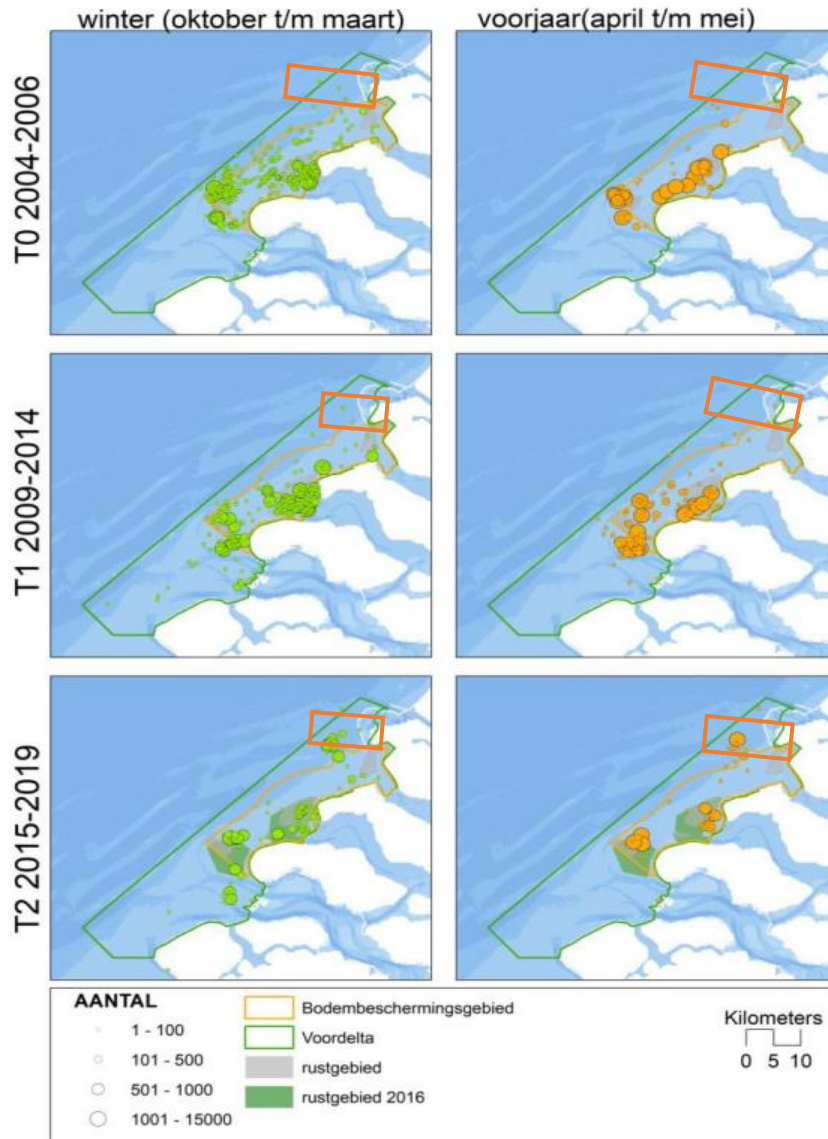 winter (oktober t/m maart)
voorjaar(april t/m mei)
T0 2004-2006
T1 2009-2014
T2 2015-2019
AANTAL
1 - 100
101 - 500
501 - 1000
1001 - 15000
Bodembeschermingsgebied
Voordelta
rustgebied
rustgebied 2016
Kilometers
0 5 10